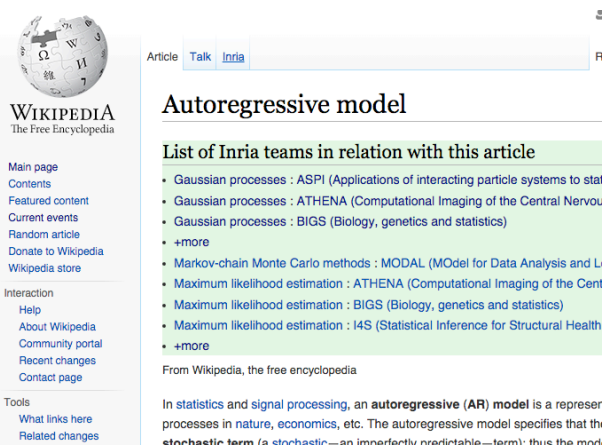 Article Talk Inria
WIKIPEDIA
The Free Encyclopedia
Main page
Contents
Featured content
Current events
Random article
Donate to Wikipedia
Wikipedia store
Interaction
Help
About Wikipedia
Community portal
Recent changes
Contact page
Tools
What links here
Related changes
Autoregressive model
List of Inria teams in relation with this article
• Gaussian processes : ASPI (Applications of interacting particle systems to
• Gaussian processes : ATHENA (Computational Imaging of the Central
• Gaussian processes : BIGS (Biology, genetics and statistics)
• +more
• Markov-chain Monte Carlo methods : MODAL (MOdel for Data Analysis and
• Maximum likelihood estimation : ATHENA (Computational Imaging of the
• Maximum likelihood estimation : BIGS (Biology, genetics and statistics)
• Maximum likelihood estimation : I4S (Statistical Inference for Structural Health
• +more
From Wikipedia, the free encyclopedia
In statistics and signal processing, an autoregressive (AR) model is a
processes in nature, economics, etc. The autoregressive model specifies that
stochastic term (a stochastic—an imperfectly predictable—term); thus the